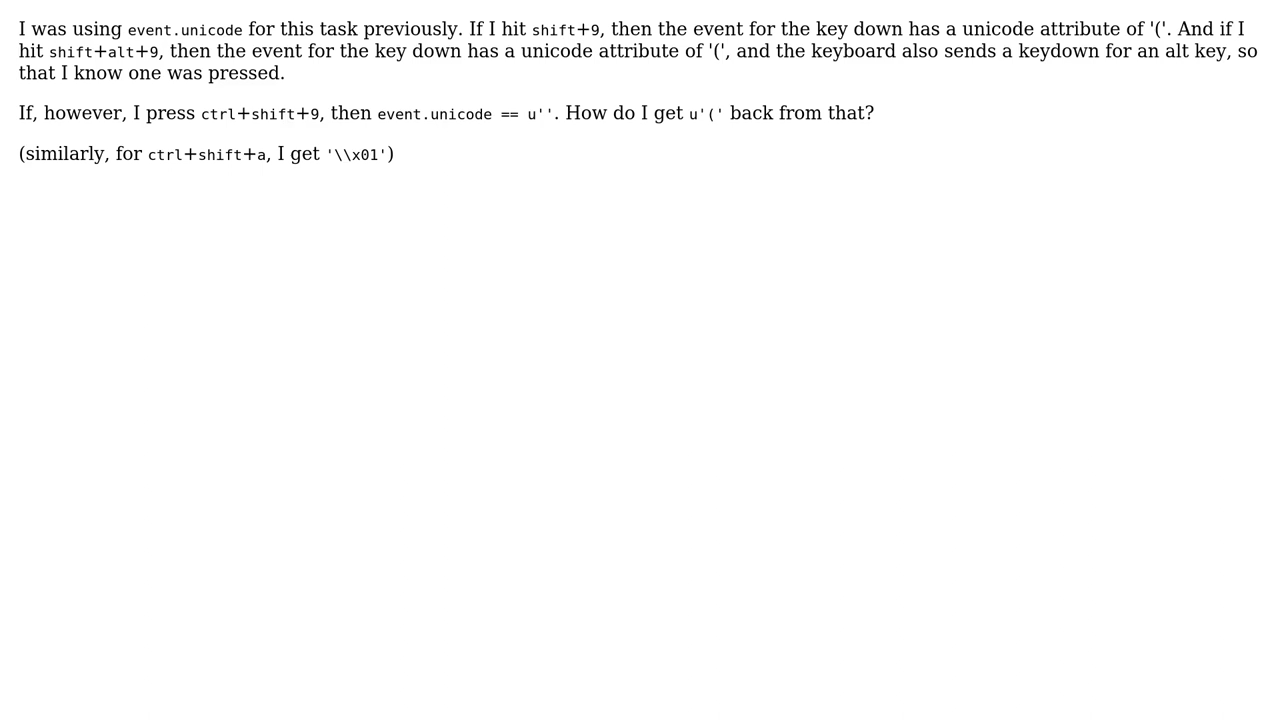 I was using event.unicode for this task previously. If I hit shift+9, then the event for the key down has a unicode attribute of '('. And if I
hit shift+alt+9, then the event for the key down has a unicode attribute of '(', and the keyboard also sends a keydown for an alt key, so
that I know one was pressed.
If, however, I press ctrl+shift+9, then event.unicode == u''. How do I get u'(' back from that?
(similarly, for ctrl+shift+a, I get '\\x01')